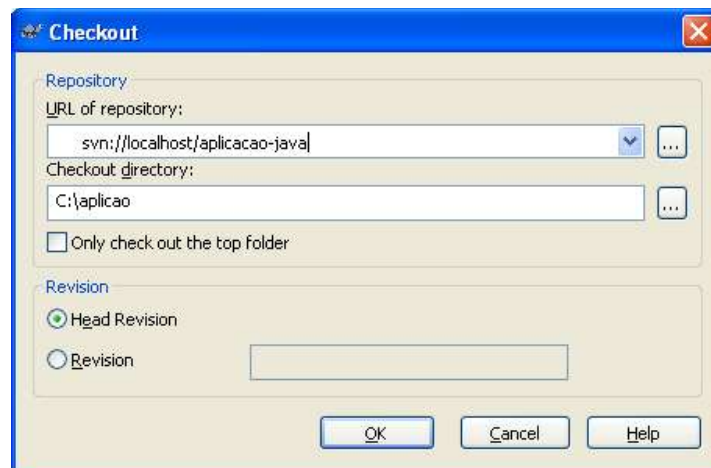 Checkout
Repository
URL of repository:
svn://localhost/aplicacao-java
...
Checkout directory:
C:\aplicao
...
Only check out the top folder
Revision
Head Revision
Revision
OK Cancel Help